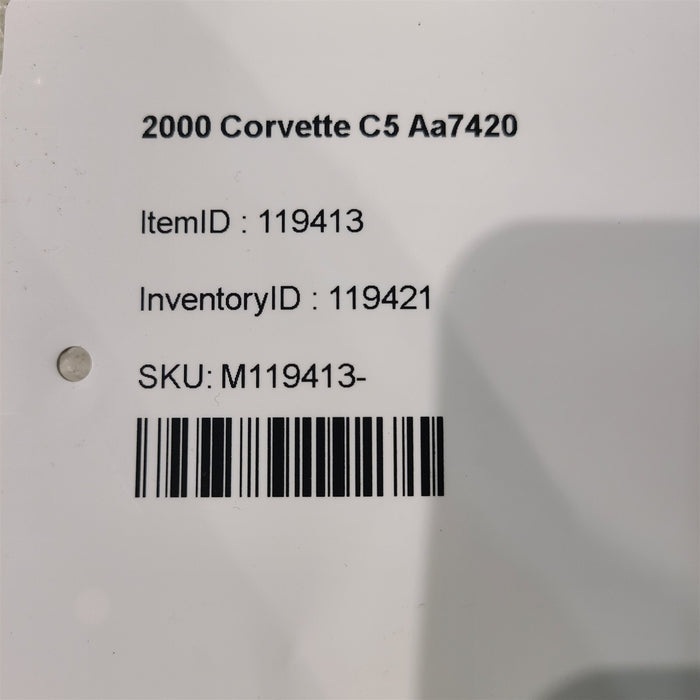 2000 Corvette C5 Aa7420
ItemID : 119413
InventoryID : 119421
SKU: M119413-